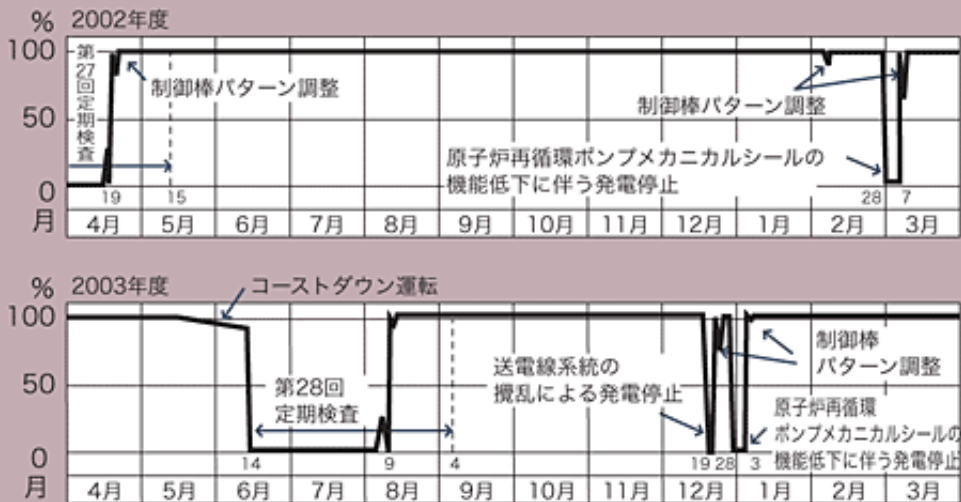 % 2002年度
100
50
0
月
第27回定期検査
制御棒パターン調整
制御棒パターン調整
原子炉再循環ポンプメカニカルシールの
機能低下に伴う発電停止
19 15 28 7
4月 5月 6月 7月 8月 9月 10月 11月 12月 1月 2月 3月
% 2003年度
コーストダウン運転
100
50
0
月
第28回
定期検査
送電線系統の
攪乱による発電停止
制御棒
パターン調整
原子炉再循環
ポンプメカニカルシールの
機能低下に伴う発電停止
14 9 4 19 28 3
4月 5月 6月 7月 8月 9月 10月 11月 12月 1月 2月 3月